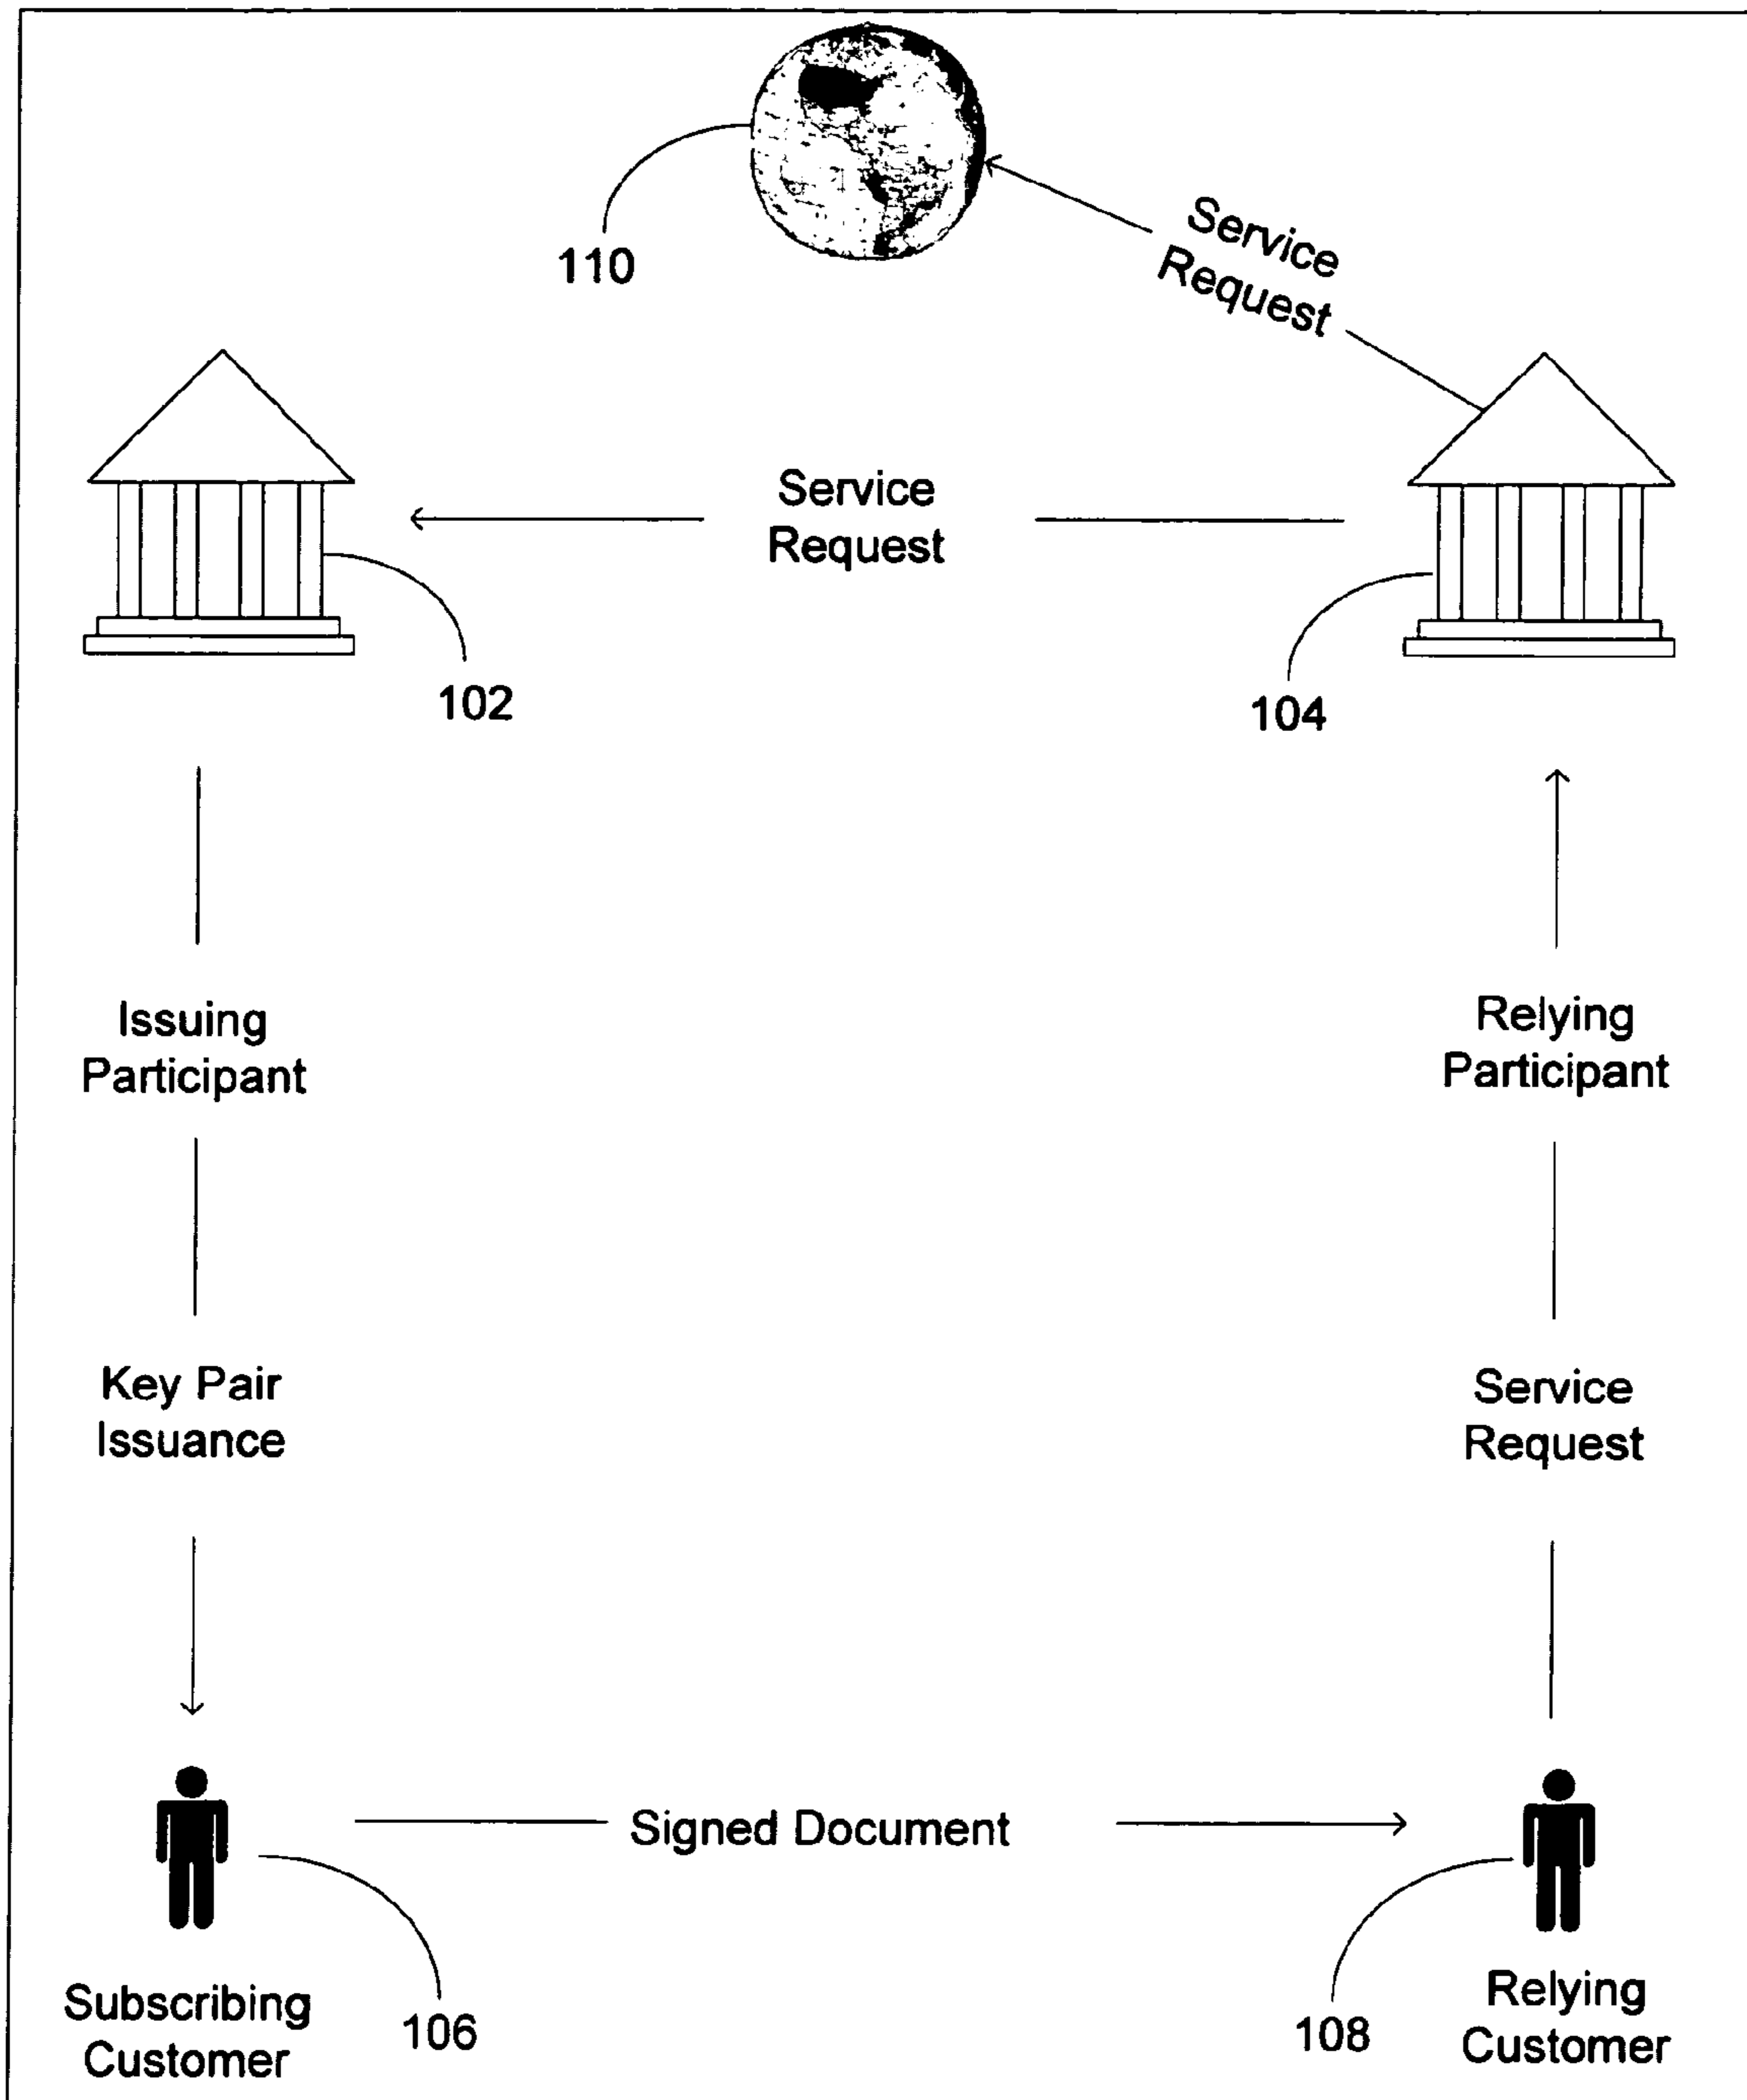 110
Service
Request
Service
Request
102
104
Issuing
Participant
Relying
Participant
Key Pair
Issuance
Service
Request
Signed Document
Subscribing
Customer
106
108
Relying
Customer